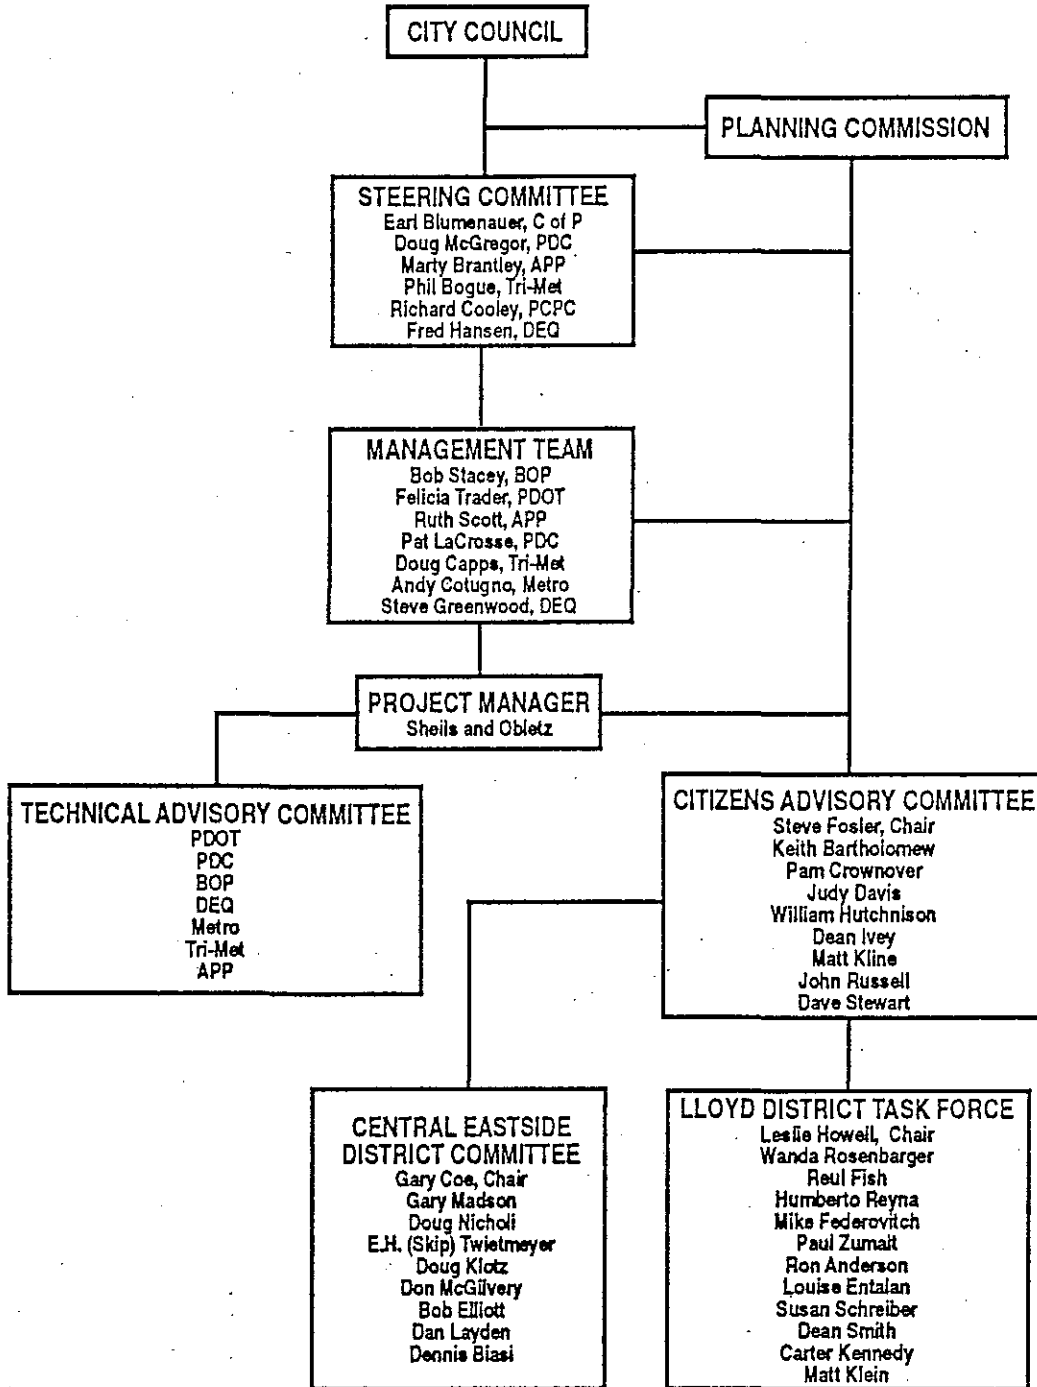 CITY COUNCIL
PLANNING COMMISSION
STEERING COMMITTEE
Earl Blumenauer, C of P
Doug McGregor, PDC
Marty Brantley, APP
Phil Bogue, Tri-Met
Richard Cooley, PCPC
Fred Hansen, DEQ
MANAGEMENT TEAM
Bob Stacey, BOP
Felicia Trader, PDOT
Ruth Scott, APP
Pat LaCrosse, PDC
Doug Capps, Tri-Met
Andy Cotugno, Metro
Steve Greenwood, DEQ
PROJECT MANAGER
Sheils and Obletz
TECHNICAL ADVISORY COMMITTEE
PDOT
PDC
BOP
DEQ
Metro
Tri-Met
APP
CITIZENS ADVISORY COMMITTEE
Steve Fosler, Chair
Keith Bartholomew
Pam Crownover
Judy Davis
William Hutchnison
Dean Ivey
Matt Kline
John Russell
Dave Stewart
CENTRAL EASTSIDE
DISTRICT COMMITTEE
Gary Coe, Chair
Gary Madson
Doug Nicholi
E.H. (Skip) Twietmeyer
Doug Klotz
Don McGilvery
Bob Elliott
Dan Layden
Dennis Biasi
LLOYD DISTRICT TASK FORCE
Leslie Howell, Chair
Wanda Rosenbarger
Reul Fish
Humberto Reyna
Mike Federovitch
Paul Zumalt
Ron Anderson
Louise Entalan
Susan Schreiber
Dean Smith
Carter Kennedy
Matt Klein